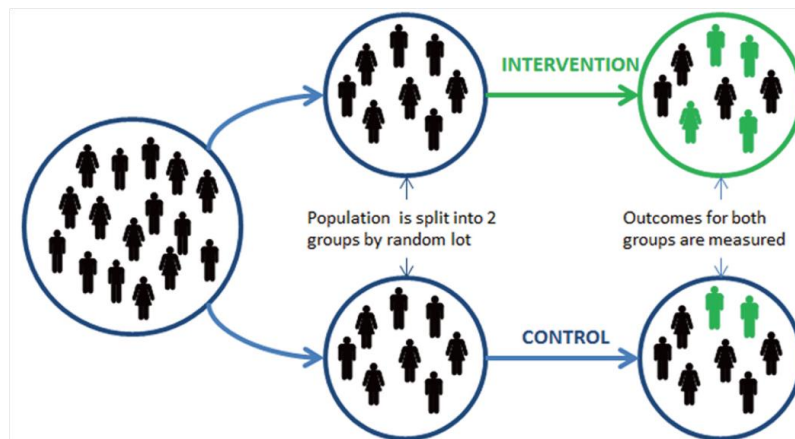 INTERVENTION
Population is split into 2
groups by random lot
Outcomes for both
groups are measured
CONTROL